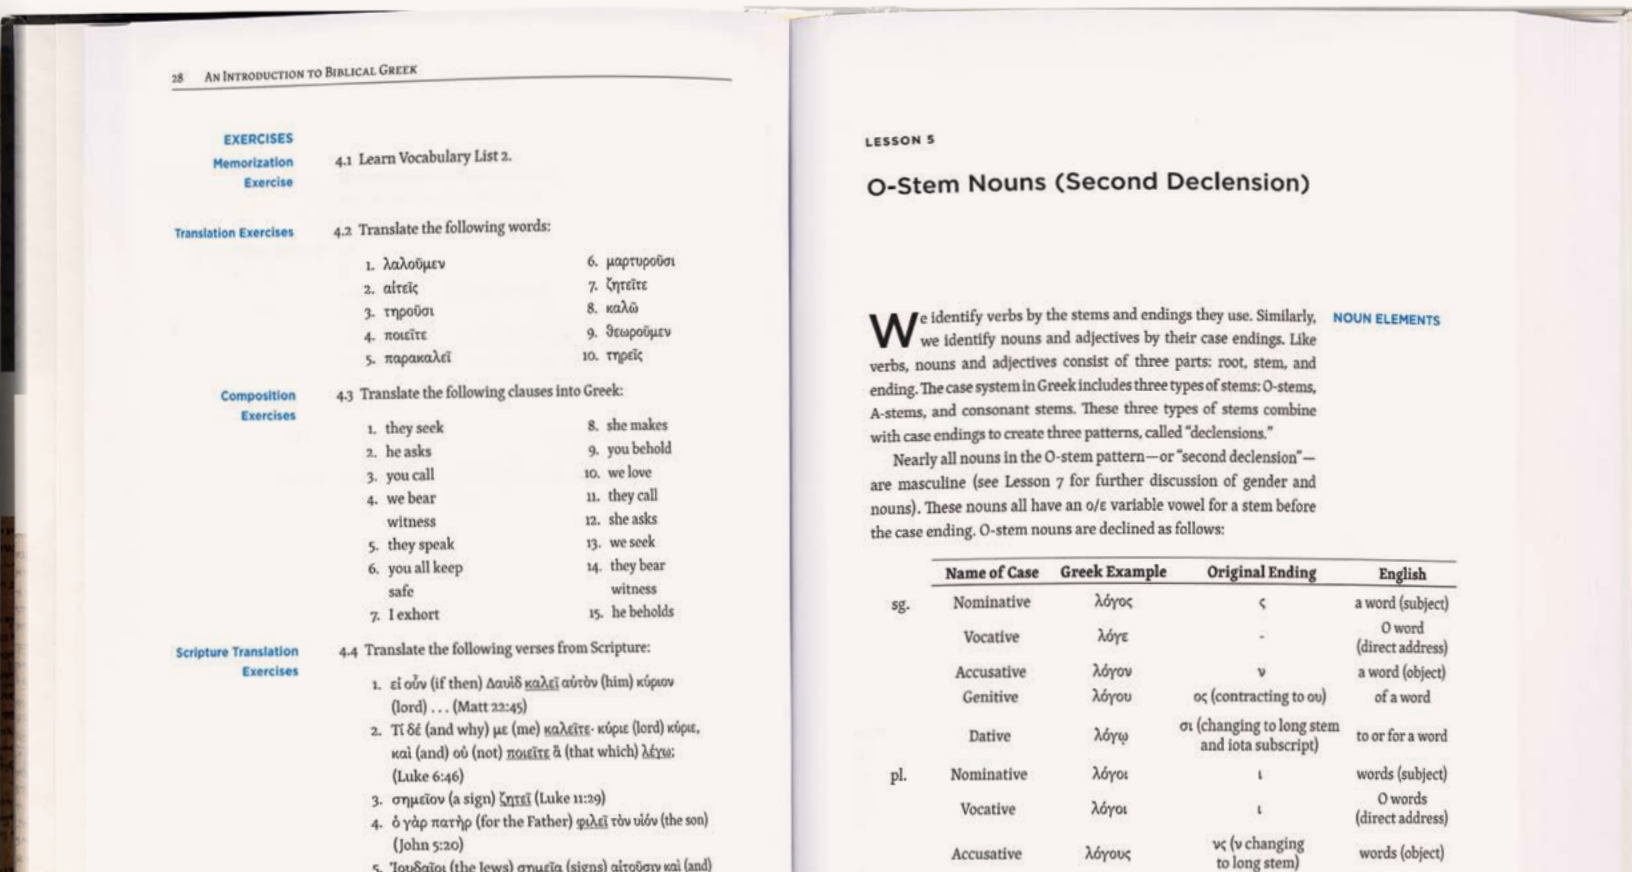 28 AN INTRODUCTION TO BIBLICAL GREEK
EXERCISES
Memorization
Exercise
4.1 Learn Vocabulary List 2.
Translation Exercises
4.2 Translate the following words:
1. λαλοῦμεν
2. αἰτεῖς
3. τηροῦσι
4. ποιεῖτε
5. παρακαλεῖ
6. μαρτυροῦσι
7. ζητεῖτε
8. καλῶ
9. θεωροῦμεν
10. τηρεῖς
Composition
Exercises
4.3 Translate the following clauses into Greek:
1. they seek
2. he asks
3. you call
4. we bear
witness
5. they speak
6. you all keep
safe
7. I exhort
8. she makes
9. you behold
10. we love
11. they call
12. she asks
13. we seek
14. they bear
witness
15. he beholds
Scripture Translation
Exercises
4.4 Translate the following verses from Scripture:
1. εἰ οὖν (if then) Δαυὶδ καλεῖ αὐτὸν (him) κύριον
(lord) . . . (Matt 22:45)
2. Τί δέ (and why) με (me) καλεῖτε· κύριε (lord) κύριε,
καὶ (and) οὐ (not) ποιεῖτε ἃ (that which) λέγω;
(Luke 6:46)
3. σημεῖον (a sign) ζητεῖ (Luke 11:29)
4. ὁ γὰρ πατὴρ (for the Father) φιλεῖ τὸν υἱόν (the son)
(John 5:20)
5. Ἰουδαῖοι (the Jews) σημεῖα (signs) αἰτοῦσιν καὶ (and)
LESSON 5
O-Stem Nouns (Second Declension)
NOUN ELEMENTS
We identify verbs by the stems and endings they use. Similarly,
we identify nouns and adjectives by their case endings. Like
verbs, nouns and adjectives consist of three parts: root, stem, and
ending. The case system in Greek includes three types of stems: O-stems,
A-stems, and consonant stems. These three types of stems combine
with case endings to create three patterns, called "declensions."
Nearly all nouns in the O-stem pattern—or "second declension"—
are masculine (see Lesson 7 for further discussion of gender and
nouns). These nouns all have an ο/ε variable vowel for a stem before
the case ending. O-stem nouns are declined as follows:
Name of Case Greek Example Original Ending English
sg. Nominative λόγος ς a word (subject)
Vocative λόγε - O word
(direct address)
Accusative λόγον ν a word (object)
Genitive λόγου ος (contracting to ου) of a word
Dative λόγῳ σι (changing to long stem
and iota subscript) to or for a word
pl. Nominative λόγοι ι words (subject)
Vocative λόγοι ι O words
(direct address)
Accusative λόγους νς (ν changing
to long stem) words (object)